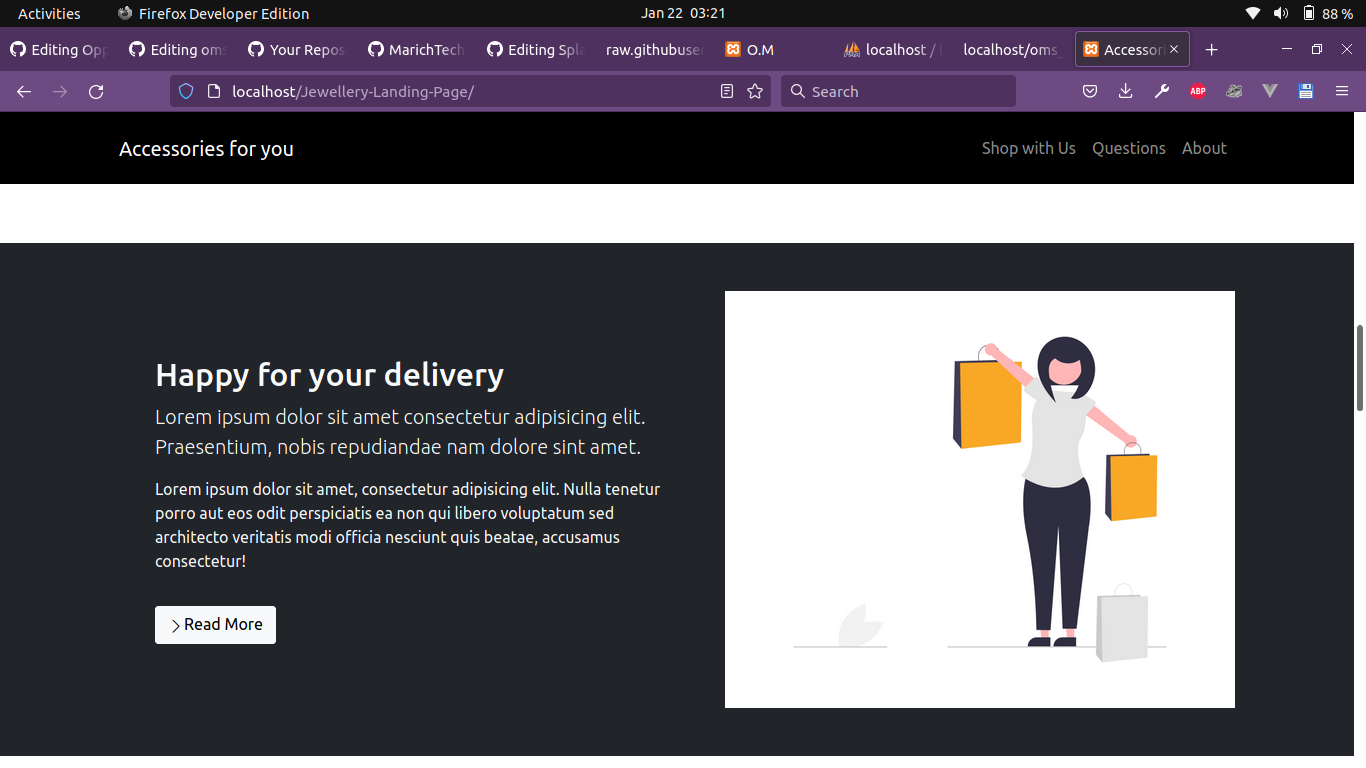 Activities
Firefox Developer Edition
Jan 22 03:21
88 %
Editing Opp
Editing oms
Your Repos
MarichTech
Editing Spla
raw.githubuser
O.M
localhost / l
localhost/oms_
Accessori
localhost/Jewellery-Landing-Page/
Search
ABP
Accessories for you
Shop with Us
Questions
About
Happy for your delivery
Lorem ipsum dolor sit amet consectetur adipisicing elit.
Praesentium, nobis repudiandae nam dolore sint amet.
Lorem ipsum dolor sit amet, consectetur adipisicing elit. Nulla tenetur
porro aut eos odit perspiciatis ea non qui libero voluptatum sed
architecto veritatis modi officia nesciunt quis beatae, accusamus
consectetur!
Read More